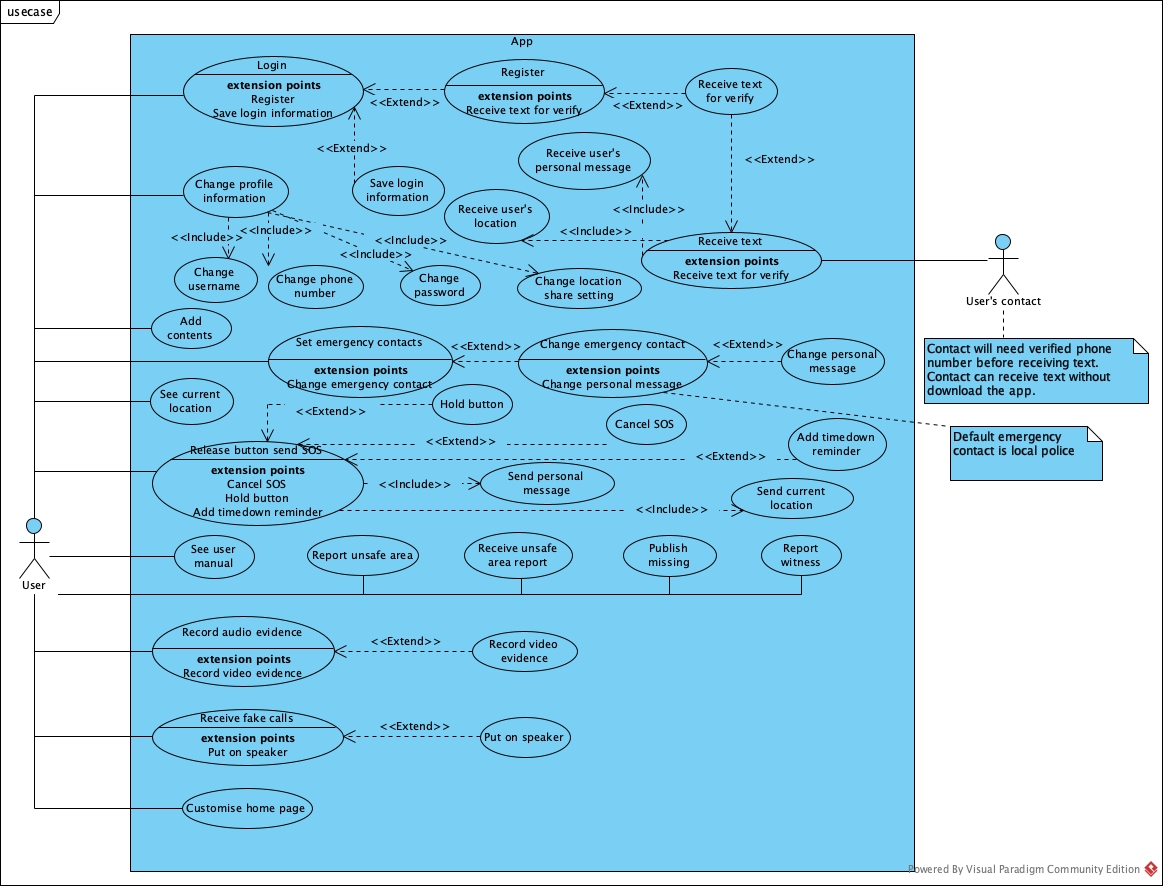 usecase
App
Login
extension points
Register
Save login information
<<Extend>>
Register
extension points
Receive text for verify
<<Extend>>
Receive text
for verify
<<Extend>>
Save login
information
<<Extend>>
Receive user's
personal message
Receive user's
location
<<Include>>
<<Include>>
Receive text
extension points
Receive text for verify
User's contact
Contact will need verified phone
number before receiving text.
Contact can receive text without
download the app.
Change profile
information
<<Include>>
<<Include>>
<<Include>>
<<Include>>
Change
username
Change phone
number
Change
password
Change location
share setting
Add
contents
Set emergency contacts
extension points
Change emergency contact
<<Extend>>
Change emergency contact
extension points
Change personal message
<<Extend>>
Change personal
message
Default emergency
contact is local police
See current
location
<<Extend>>
Hold button
Release button send SOS
extension points
Cancel SOS
Hold button
Add timedown reminder
<<Extend>>
Cancel SOS
<<Extend>>
Add timedown
reminder
<<Include>>
Send personal
message
<<Include>>
Send current
location
User
See user
manual
Report unsafe area
Receive unsafe
area report
Publish
missing
Report
witness
Record audio evidence
extension points
Record video evidence
<<Extend>>
Record video
evidence
Receive fake calls
extension points
Put on speaker
<<Extend>>
Put on speaker
Customise home page
Powered By Visual Paradigm Community Edition